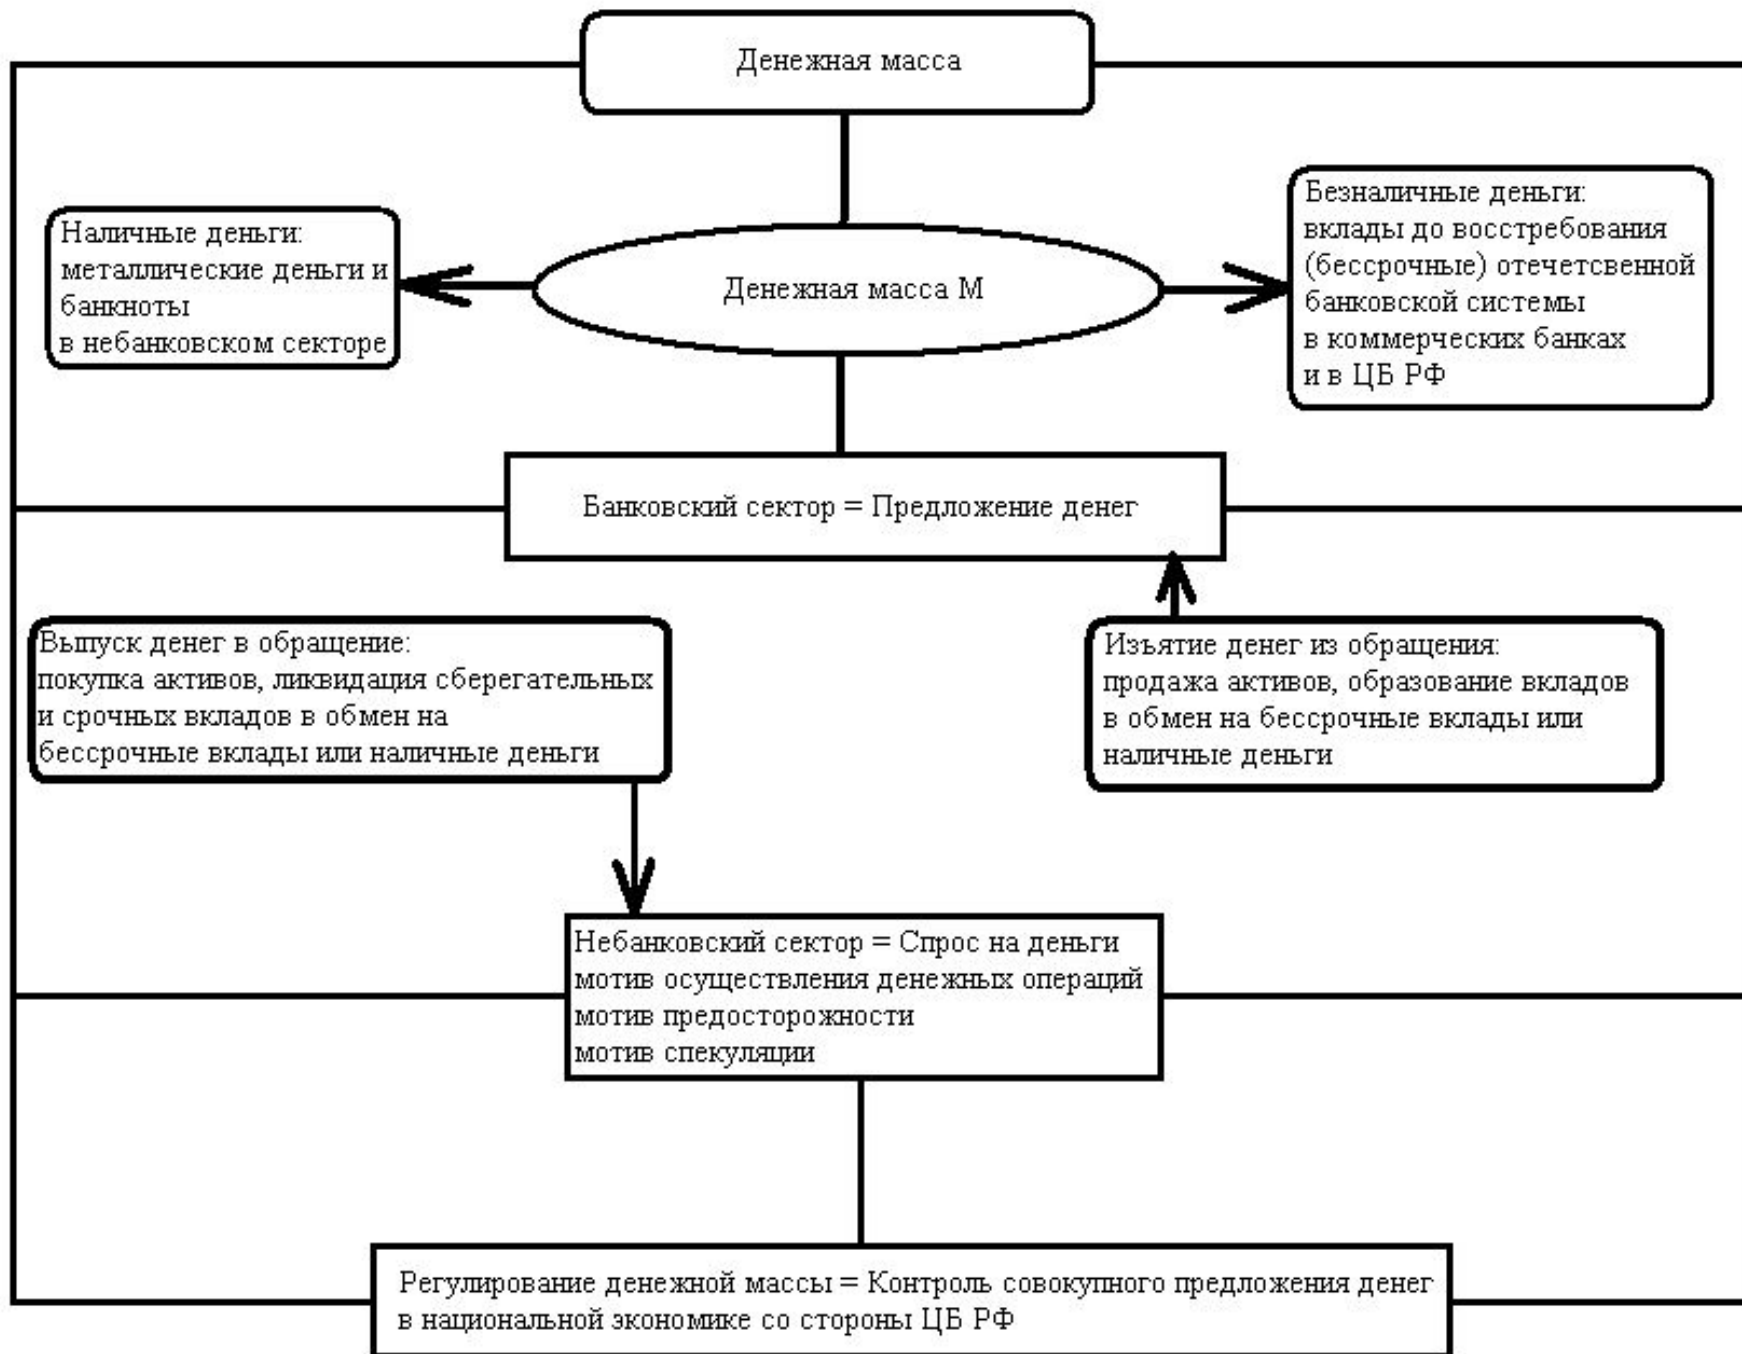 Денежная масса
Наличные деньги:
металлические деньги и
банкноты
в небанковском секторе
Денежная масса М
Безналичные деньги:
вклады до восстребования
(бессрочные) отечетсвенной
банковской системы
в коммерческих банках
и в ЦБ РФ
Банковский сектор = Предложение денег
Выпуск денег в обращение:
покупка активов, ликвидация сберегательных
и срочных вкладов в обмен на
бессрочные вклады или наличные деньги
Изъятие денег из обращения:
продажа активов, образование вкладов
в обмен на бессрочные вклады или
наличные деньги
Небанковский сектор = Спрос на деньги
мотив осуществления денежных операций
мотив предосторожности
мотив спекуляции
Регулирование денежной массы = Контроль совокупного предложения денег
в национальной экономике со стороны ЦБ РФ